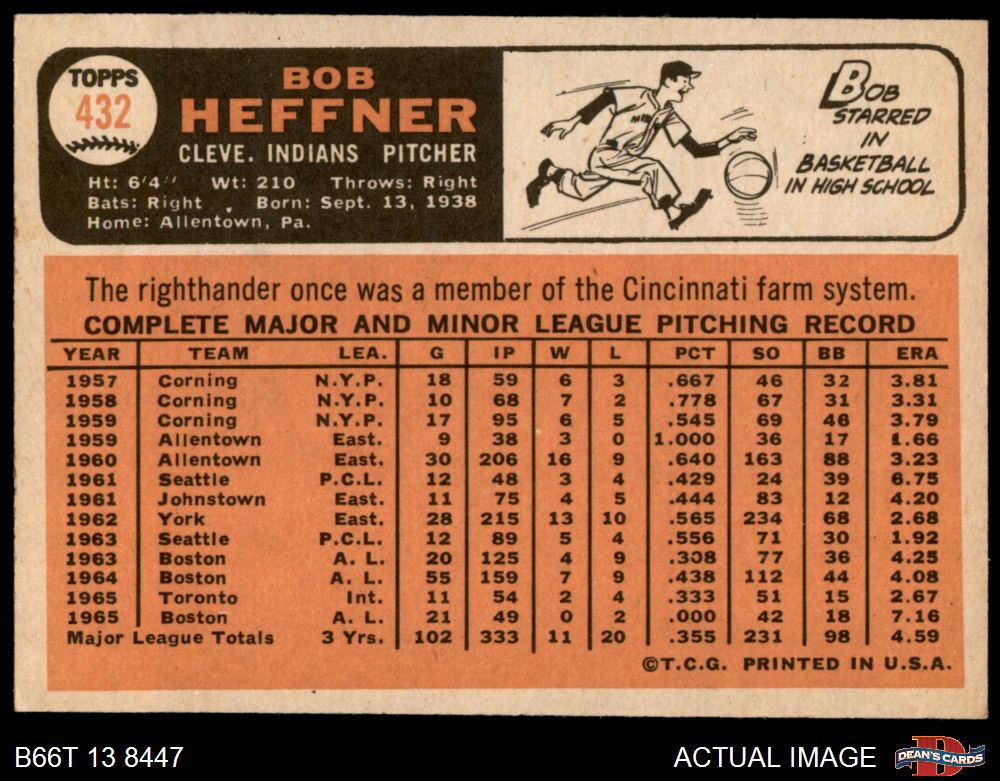 TOPPS
432
BOB
HEFFNER
CLEVE. INDIANS PITCHER
Ht: 6'4" Wt: 210 Throws: Right
Bats: Right Born: Sept. 13, 1938
Home: Allentown, Pa.
BOB
STARRED
IN
BASKETBALL
IN HIGH SCHOOL
The righthander once was a member of the Cincinnati farm system.
COMPLETE MAJOR AND MINOR LEAGUE PITCHING RECORD
YEAR TEAM LEA. G IP W L PCT SO BB ERA
1957 Corning N.Y.P. 18 59 6 3 .667 46 32 3.81
1958 Corning N.Y.P. 10 68 7 2 .778 67 31 3.31
1959 Corning N.Y.P. 17 95 6 5 .545 69 46 3.79
1959 Allentown East. 9 38 3 0 1.000 36 17 1.66
1960 Allentown East. 30 206 16 9 .640 163 88 3.23
1961 Seattle P.C.L. 12 48 3 4 .429 24 39 6.75
1961 Johnstown East. 11 75 4 5 .444 83 12 4.20
1962 York East. 28 215 13 10 .565 234 68 2.68
1963 Seattle P.C.L. 12 89 5 4 .556 71 30 1.92
1963 Boston A. L. 20 125 4 9 .308 77 36 4.25
1964 Boston A. L. 55 159 7 9 .438 112 44 4.08
1965 Toronto Int. 11 54 2 4 .333 51 15 2.67
1965 Boston A. L. 21 49 0 2 .000 42 18 7.16
Major League Totals 3 Yrs. 102 333 11 20 .355 231 98 4.59
©T.C.G. PRINTED IN U.S.A.
B66T 13 8447
ACTUAL IMAGE
DEAN'S CARDS